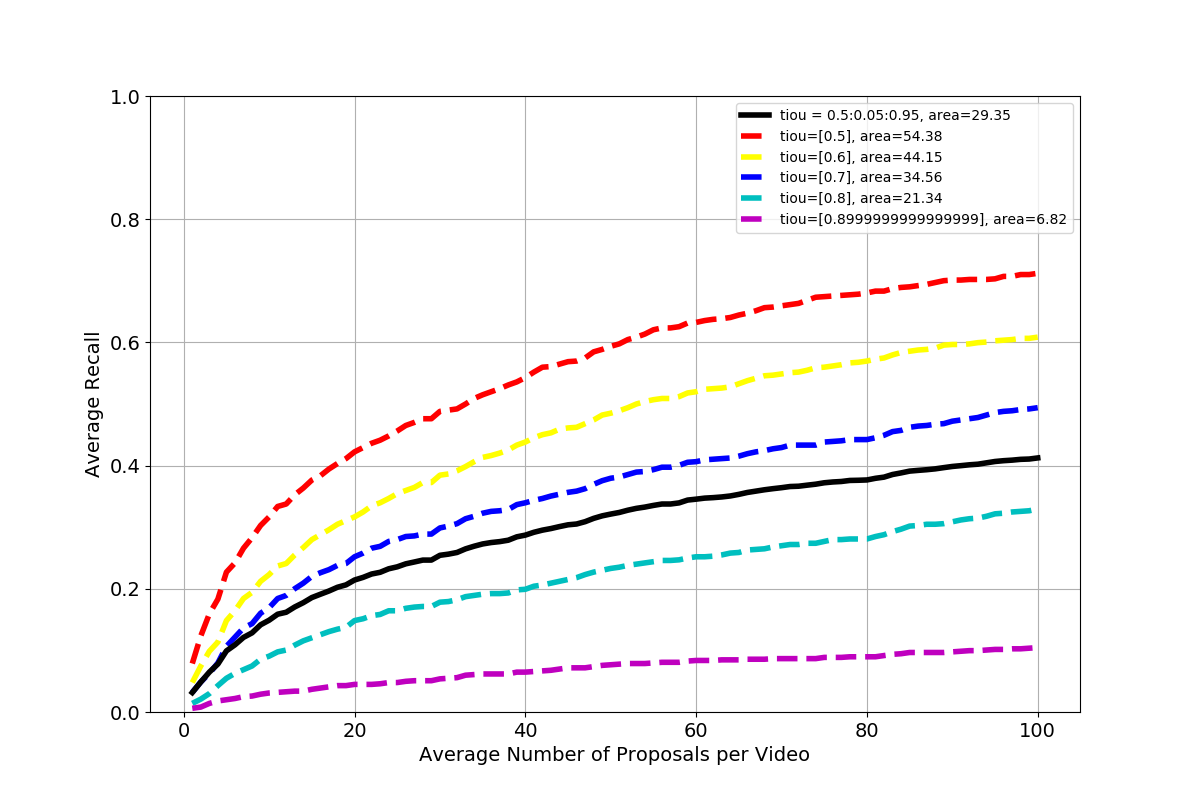 1.0
0.8
0.6
0.4
0.2
0.0
Average Recall
0 20 40 60 80 100
Average Number of Proposals per Video
tiou = 0.5:0.05:0.95, area=29.35
tiou=[0.5], area=54.38
tiou=[0.6], area=44.15
tiou=[0.7], area=34.56
tiou=[0.8], area=21.34
tiou=[0.8999999999999999], area=6.82